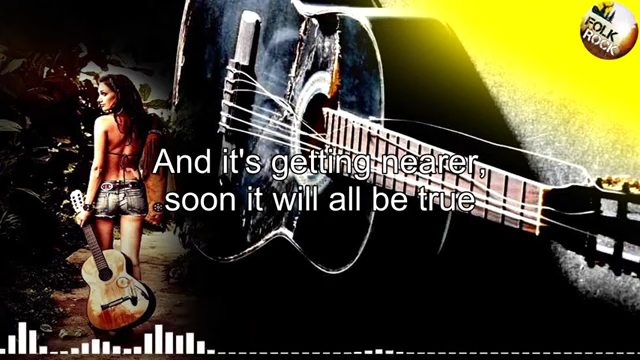 FOLK
ROCK
And it's getting nearer,
soon it will all be true